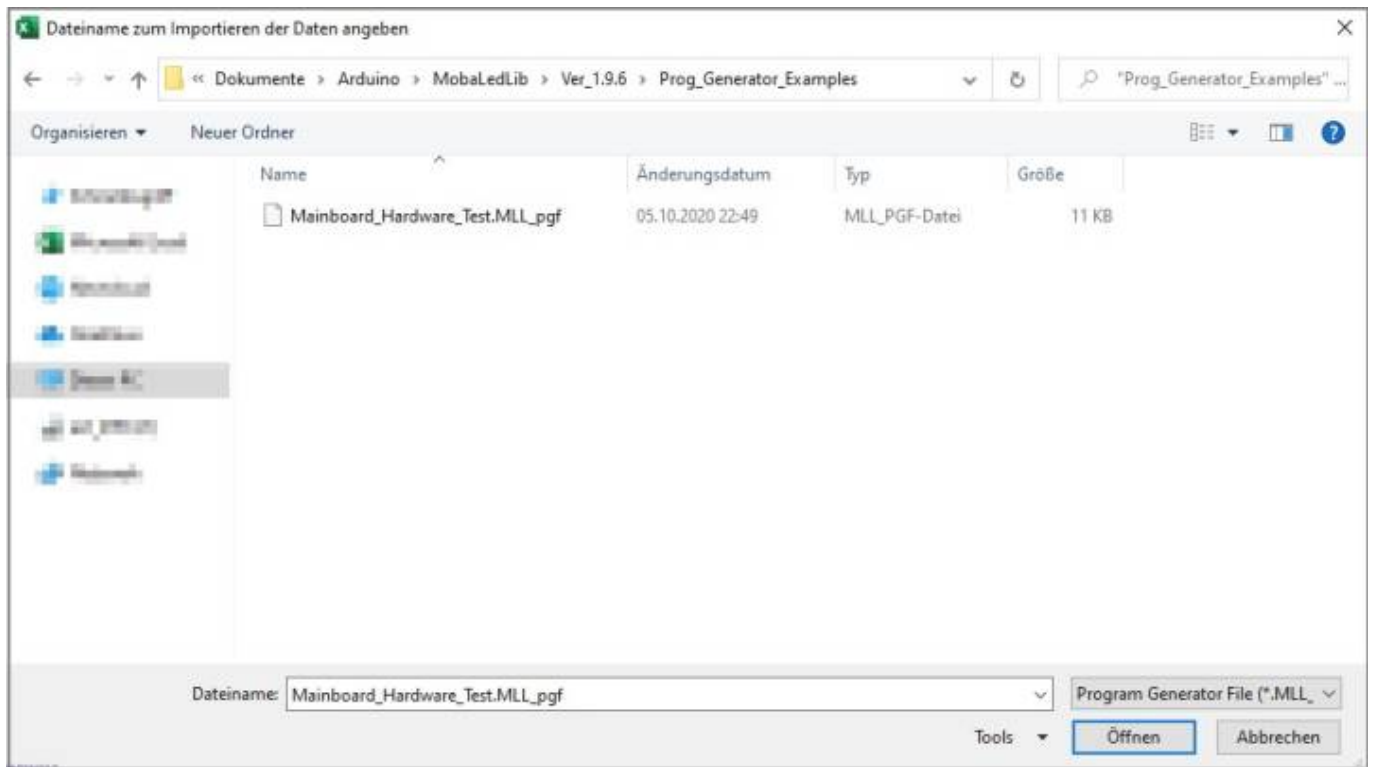 Dateiname zum Importieren der Daten angeben
« Dokumente › Arduino › MobaLedLib › Ver_1.9.6 › Prog_Generator_Examples
"Prog_Generator_Examples" ...
Organisieren Neuer Ordner
Name Änderungsdatum Typ Größe
Mainboard_Hardware_Test.MLL_pgf 05.10.2020 22:49 MLL_PGF-Datei 11 KB
Dateiname: Mainboard_Hardware_Test.MLL_pgf Program Generator File (*.MLL_
Tools Öffnen Abbrechen